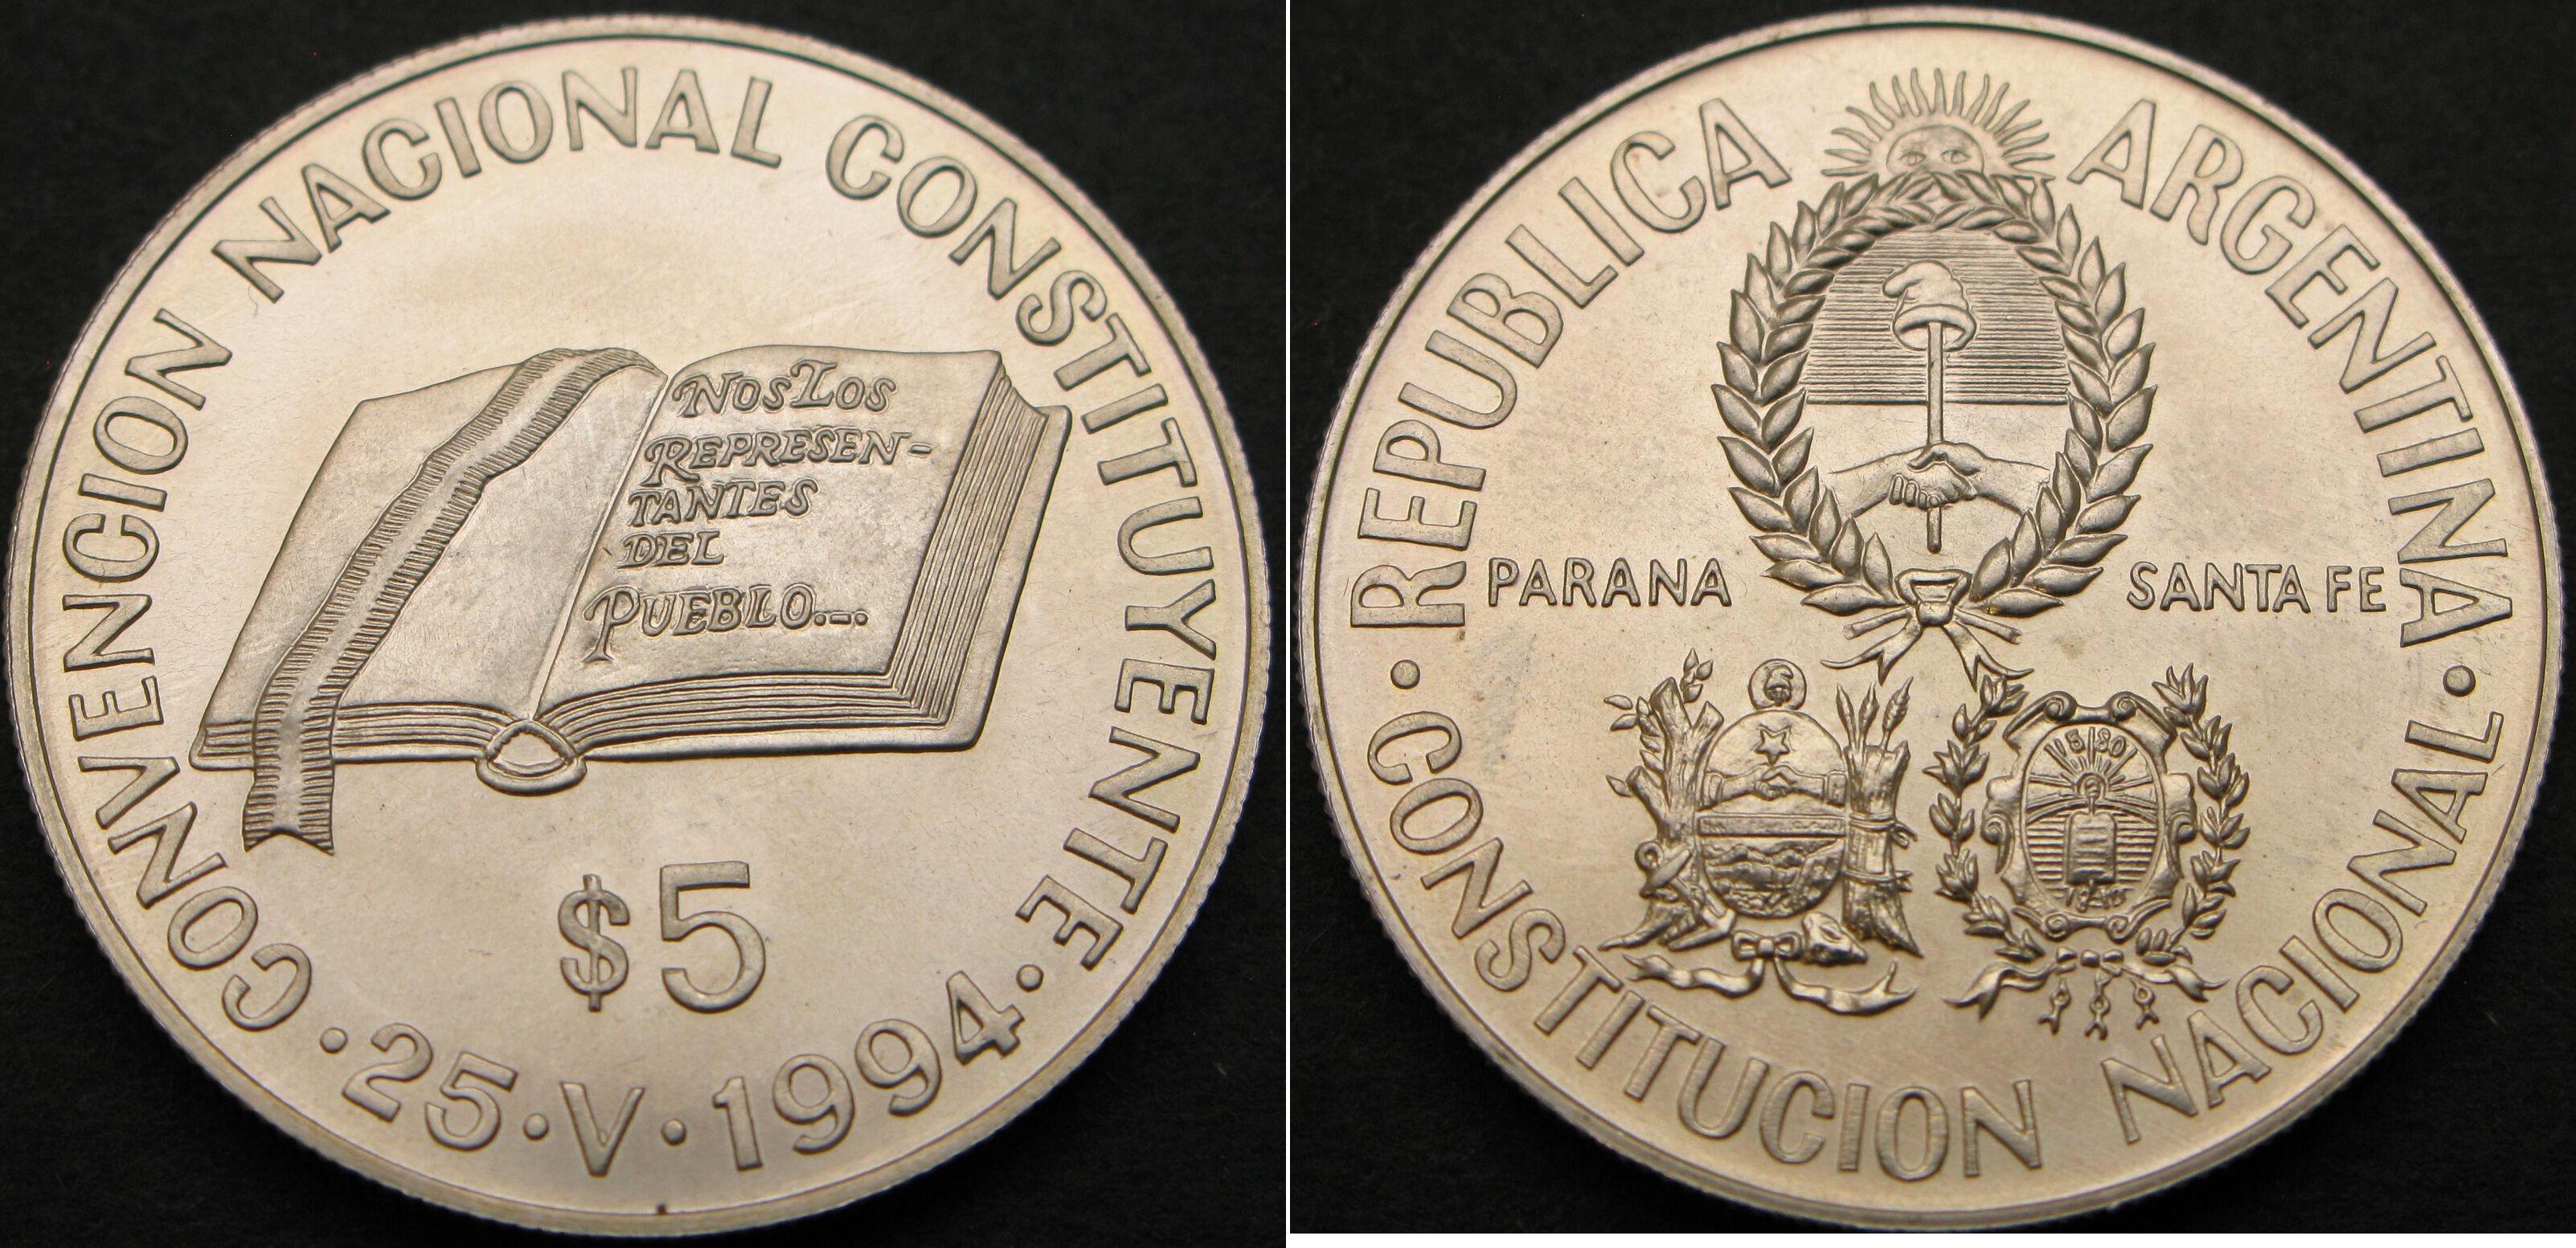 CONVENCION NACIONAL CONSTITUYENTE
NOS LOS
REPRESEN-
TANTES
DEL
PUEBLO....
$5
·25·V·1994·
REPUBLICA ARGENTINA
PARANA
SANTA FE
·CONSTITUCION NACIONAL·